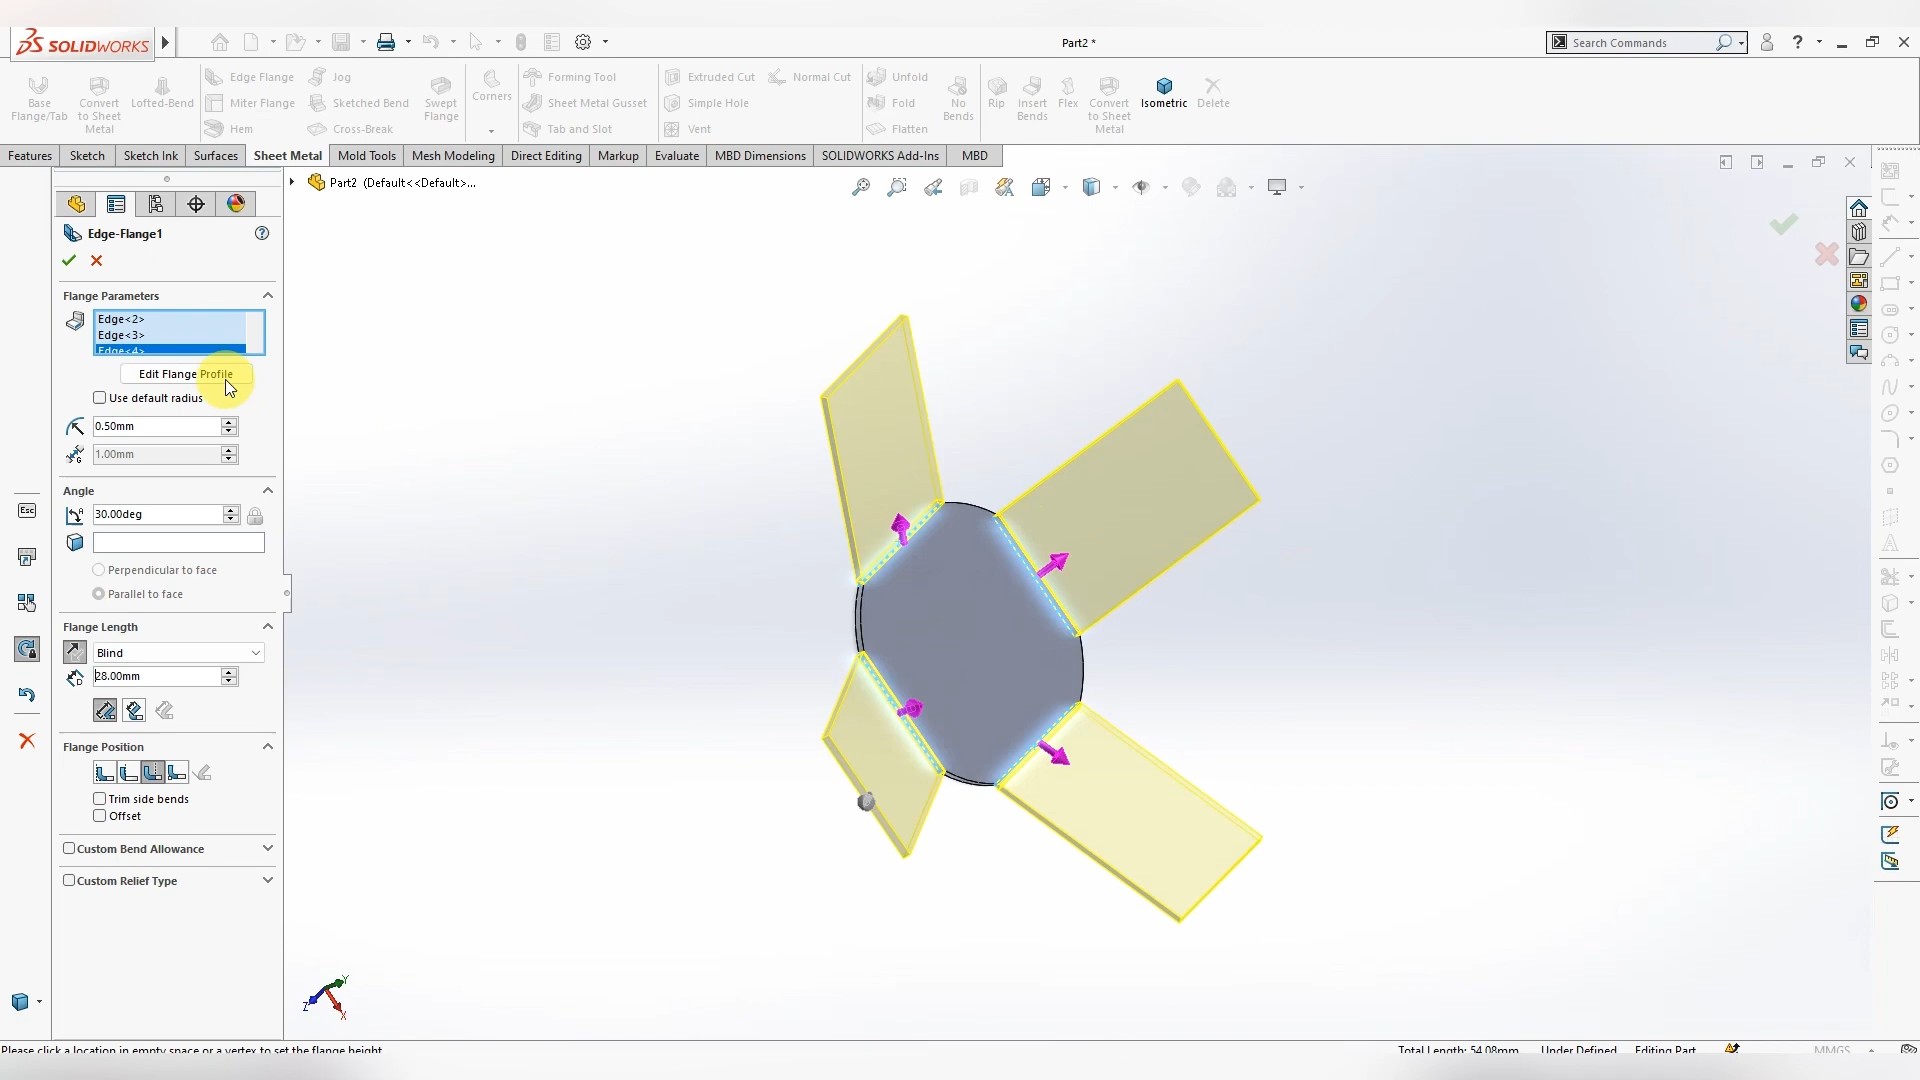 SOLIDWORKS
Part2 *
Search Commands
Base Flange/Tab
Convert to Sheet Metal
Lofted-Bend
Edge Flange
Miter Flange
Hem
Jog
Sketched Bend
Cross-Break
Swept Flange
Corners
Forming Tool
Sheet Metal Gusset
Tab and Slot
Extruded Cut
Simple Hole
Vent
Normal Cut
Unfold
Fold
Flatten
No Bends
Rip
Insert Bends
Flex
Convert to Sheet Metal
Isometric
Delete
Features
Sketch
Sketch Ink
Surfaces
Sheet Metal
Mold Tools
Mesh Modeling
Direct Editing
Markup
Evaluate
MBD Dimensions
SOLIDWORKS Add-Ins
MBD
Part2 (Default<<Default>...
Edge-Flange1
Flange Parameters
Edge<2>
Edge<3>
Edge<4>
Edit Flange Profile
Use default radius
0.50mm
1.00mm
Angle
30.00deg
Perpendicular to face
Parallel to face
Flange Length
Blind
28.00mm
Flange Position
Trim side bends
Offset
Custom Bend Allowance
Custom Relief Type
Esc
Y
Z
X
Please click a location in empty space or a vertex to set the flange height
Total Length: 54.08mm
Under Defined
Editing Part
MMGS